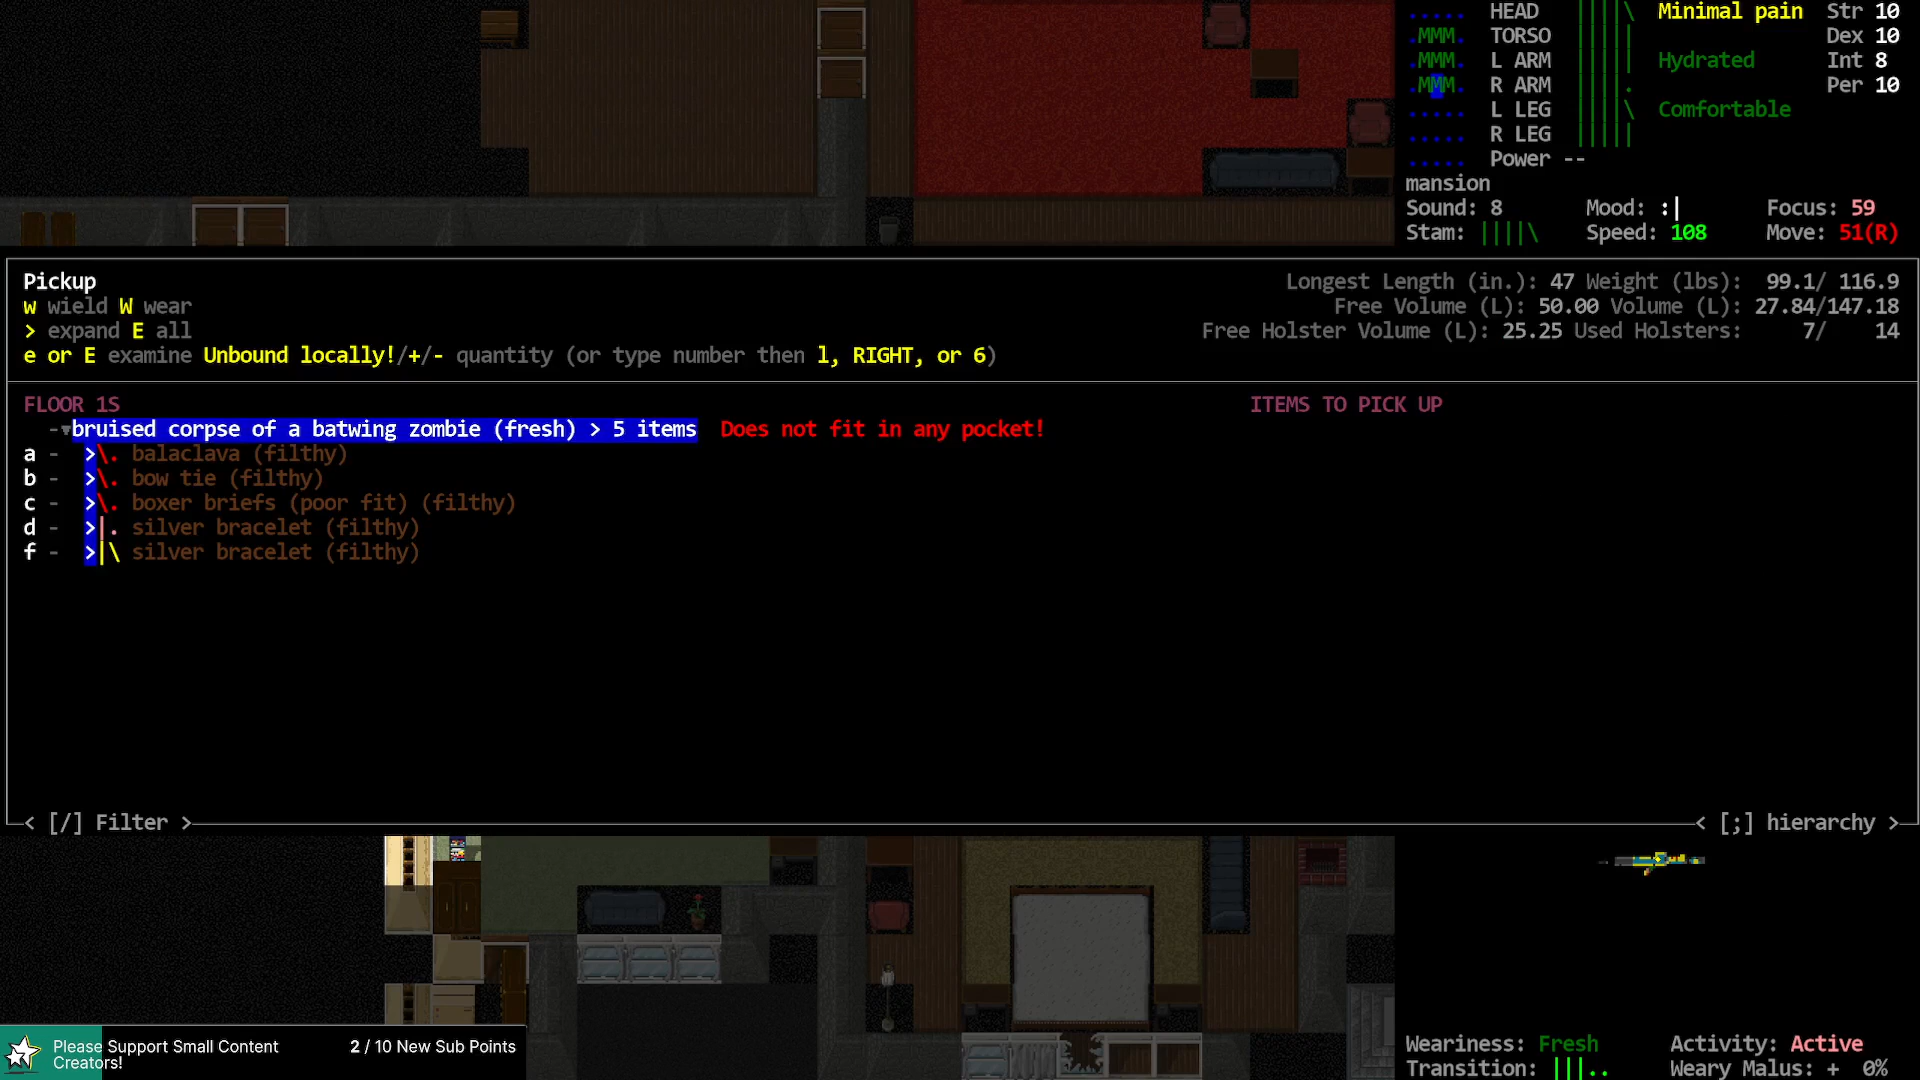 ..... HEAD ||||\ Minimal pain Str 10
.MMM. TORSO ||||| Dex 10
.MMM. L ARM ||||| Hydrated Int 8
.MMM. R ARM ||||. Per 10
..... L LEG ||||\ Comfortable
..... R LEG |||||
..... Power --
mansion
Sound: 8 Mood: :| Focus: 59
Stam: ||||\ Speed: 108 Move: 51(R)
Pickup
w wield W wear
> expand E all
e or E examine Unbound locally!/+/- quantity (or type number then l, RIGHT, or 6)
Longest Length (in.): 47 Weight (lbs): 99.1/ 116.9
Free Volume (L): 50.00 Volume (L): 27.84/147.18
Free Holster Volume (L): 25.25 Used Holsters: 7/ 14
FLOOR 1S
ITEMS TO PICK UP
-▼bruised corpse of a batwing zombie (fresh) > 5 items Does not fit in any pocket!
a - >\. balaclava (filthy)
b - >\. bow tie (filthy)
c - >\. boxer briefs (poor fit) (filthy)
d - >|. silver bracelet (filthy)
f - >|\ silver bracelet (filthy)
< [/] Filter >
< [;] hierarchy >
Please Support Small Content Creators!
2 / 10 New Sub Points
Weariness: Fresh Activity: Active
Transition: |||.. Weary Malus: + 0%